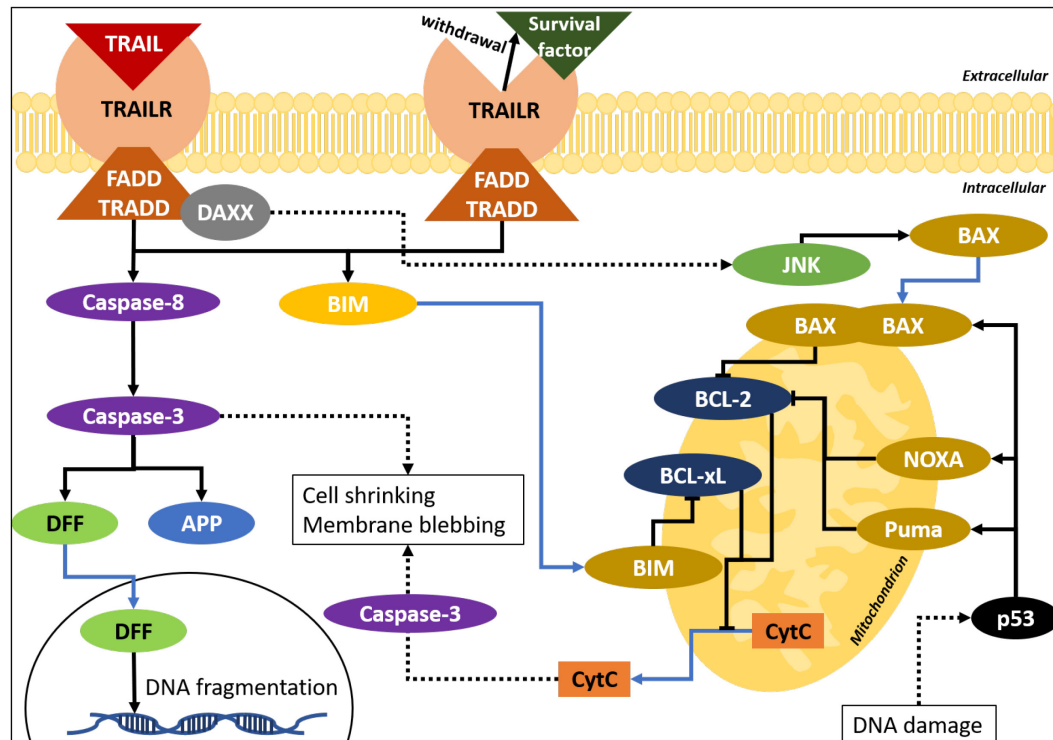 TRAIL
TRAILR
withdrawal
Survival
factor
TRAILR
Extracellular
Intracellular
FADD
TRADD
DAXX
FADD
TRADD
BAX
JNK
Caspase-8
BIM
BAX
BAX
BCL-2
Caspase-3
BCL-xL
NOXA
Cell shrinking
Membrane blebbing
DFF
APP
Puma
BIM
Mitochondrion
Caspase-3
p53
DFF
CytC
CytC
DNA fragmentation
DNA damage